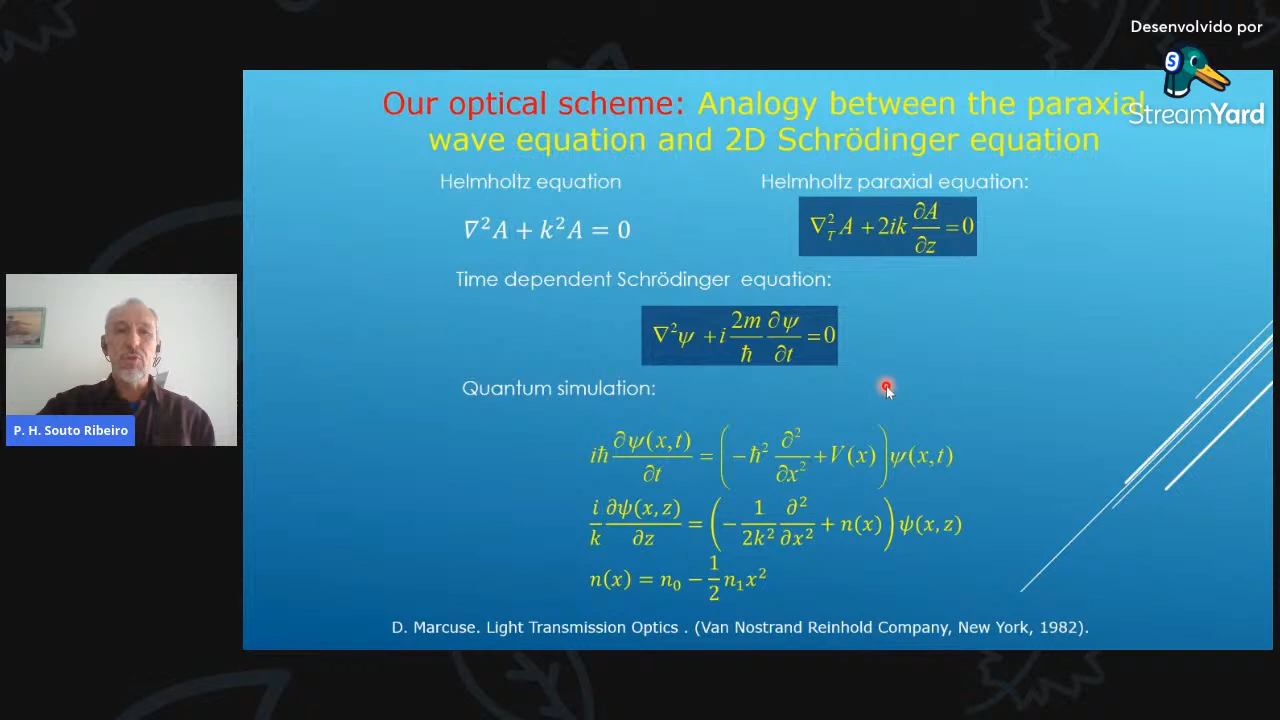 Desenvolvido por
StreamYard
Our optical scheme: Analogy between the paraxial
wave equation and 2D Schrödinger equation
Helmholtz equation
Helmholtz paraxial equation:
∇²A + k²A = 0
∇_T² A + 2ik ∂A/∂z = 0
Time dependent Schrödinger equation:
∇²ψ + i 2m/ħ ∂ψ/∂t = 0
Quantum simulation:
iħ ∂ψ(x,t)/∂t = (−ħ² ∂²/∂x² + V(x)) ψ(x,t)
i/k ∂ψ(x,z)/∂z = (− 1/2k² ∂²/∂x² + n(x)) ψ(x,z)
n(x) = n₀ − 1/2 n₁x²
D. Marcuse. Light Transmission Optics . (Van Nostrand Reinhold Company, New York, 1982).
P. H. Souto Ribeiro